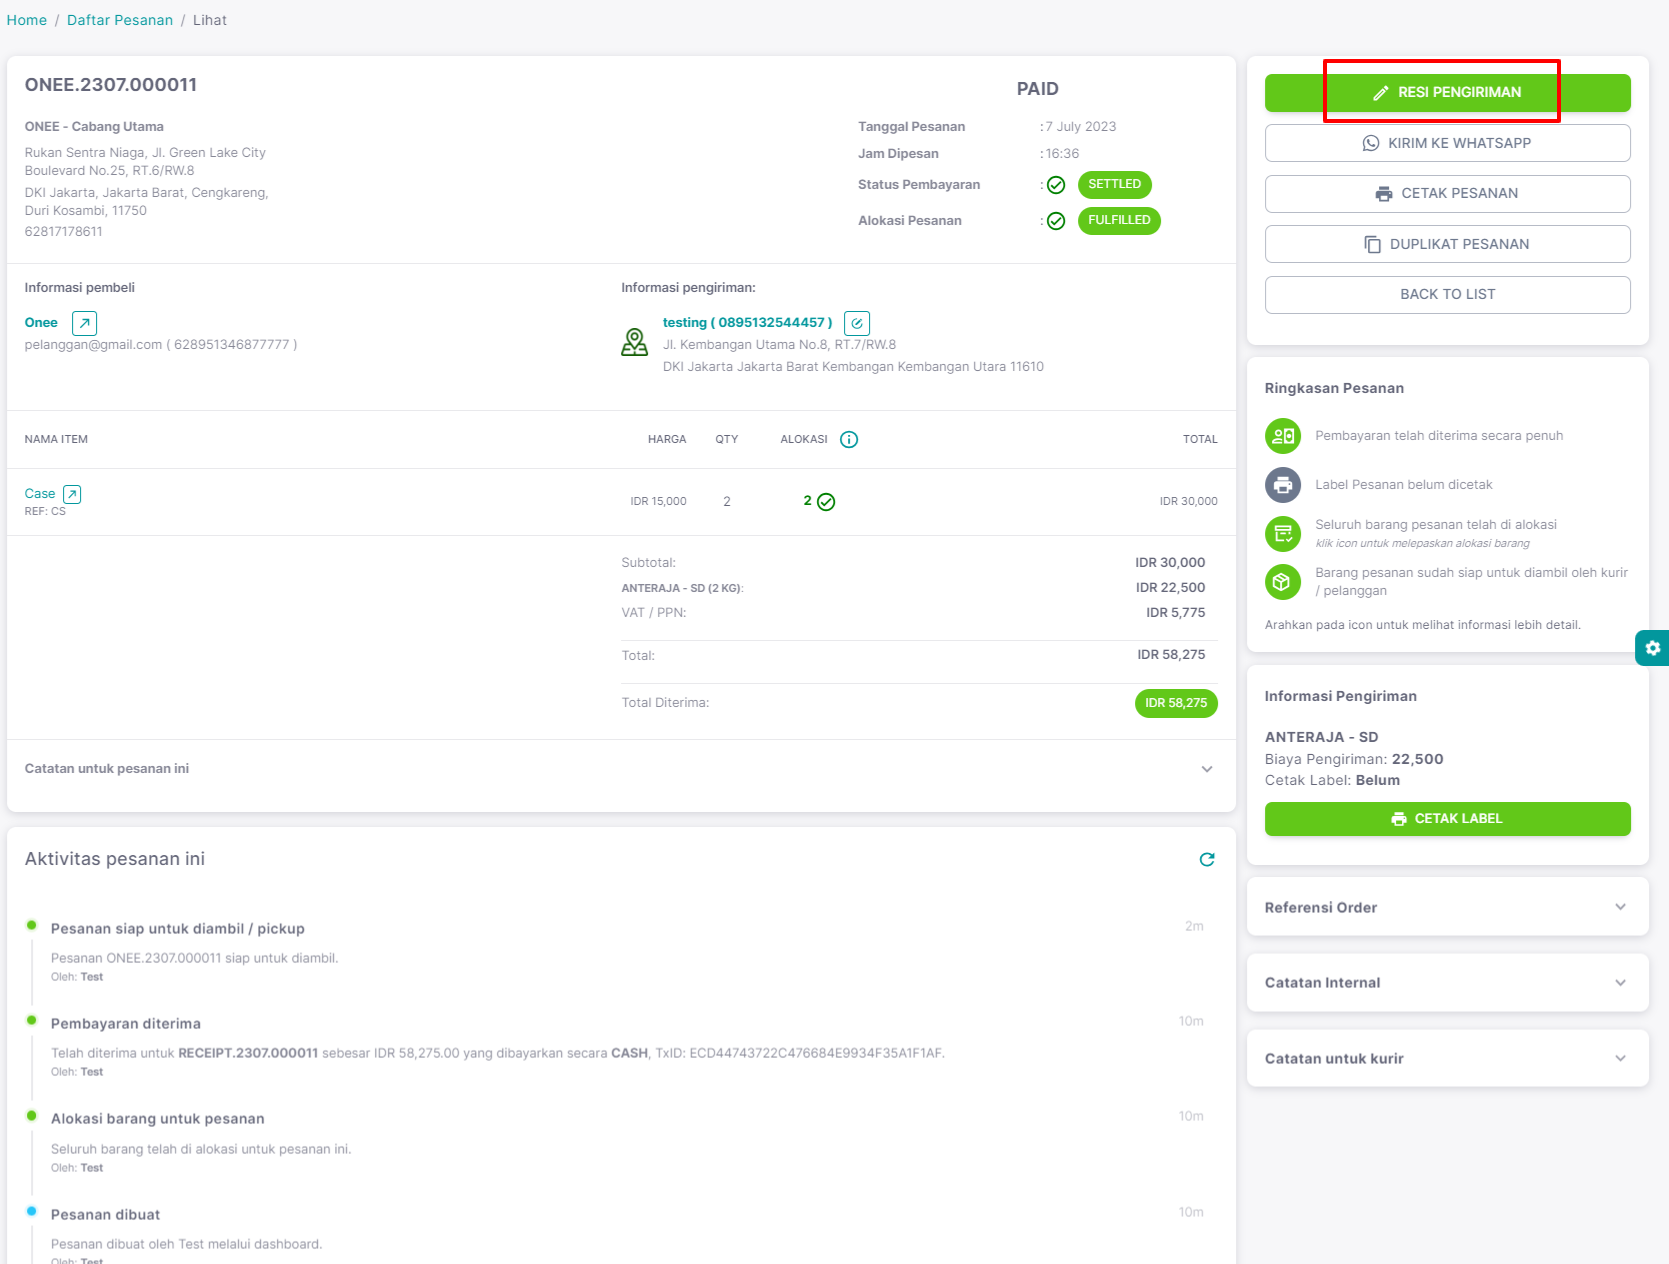 Home / Daftar Pesanan / Lihat
ONEE.2307.000011
PAID
ONEE - Cabang Utama
Rukan Sentra Niaga, Jl. Green Lake City
Boulevard No.25, RT.6/RW.8
DKI Jakarta, Jakarta Barat, Cengkareng,
Duri Kosambi, 11750
62817178611
Tanggal Pesanan : 7 July 2023
Jam Dipesan : 16:36
Status Pembayaran : SETTLED
Alokasi Pesanan : FULFILLED
Informasi pembeli
Onee
pelanggan@gmail.com ( 628951346877777 )
Informasi pengiriman:
testing ( 0895132544457 )
Jl. Kembangan Utama No.8, RT.7/RW.8
DKI Jakarta Jakarta Barat Kembangan Kembangan Utara 11610
NAMA ITEM HARGA QTY ALOKASI TOTAL
Case IDR 15,000 2 2 IDR 30,000
REF: CS
Subtotal: IDR 30,000
ANTERAJA - SD (2 KG): IDR 22,500
VAT / PPN: IDR 5,775
Total: IDR 58,275
Total Diterima: IDR 58,275
Catatan untuk pesanan ini
Aktivitas pesanan ini
Pesanan siap untuk diambil / pickup 2m
Pesanan ONEE.2307.000011 siap untuk diambil.
Oleh: Test
Pembayaran diterima 10m
Telah diterima untuk RECEIPT.2307.000011 sebesar IDR 58,275.00 yang dibayarkan secara CASH, TxID: ECD44743722C476684E9934F35A1F1AF.
Oleh: Test
Alokasi barang untuk pesanan 10m
Seluruh barang telah di alokasi untuk pesanan ini.
Oleh: Test
Pesanan dibuat 10m
Pesanan dibuat oleh Test melalui dashboard.
Oleh: Test
RESI PENGIRIMAN
KIRIM KE WHATSAPP
CETAK PESANAN
DUPLIKAT PESANAN
BACK TO LIST
Ringkasan Pesanan
Pembayaran telah diterima secara penuh
Label Pesanan belum dicetak
Seluruh barang pesanan telah di alokasi
klik icon untuk melepaskan alokasi barang
Barang pesanan sudah siap untuk diambil oleh kurir
/ pelanggan
Arahkan pada icon untuk melihat informasi lebih detail.
Informasi Pengiriman
ANTERAJA - SD
Biaya Pengiriman: 22,500
Cetak Label: Belum
CETAK LABEL
Referensi Order
Catatan Internal
Catatan untuk kurir